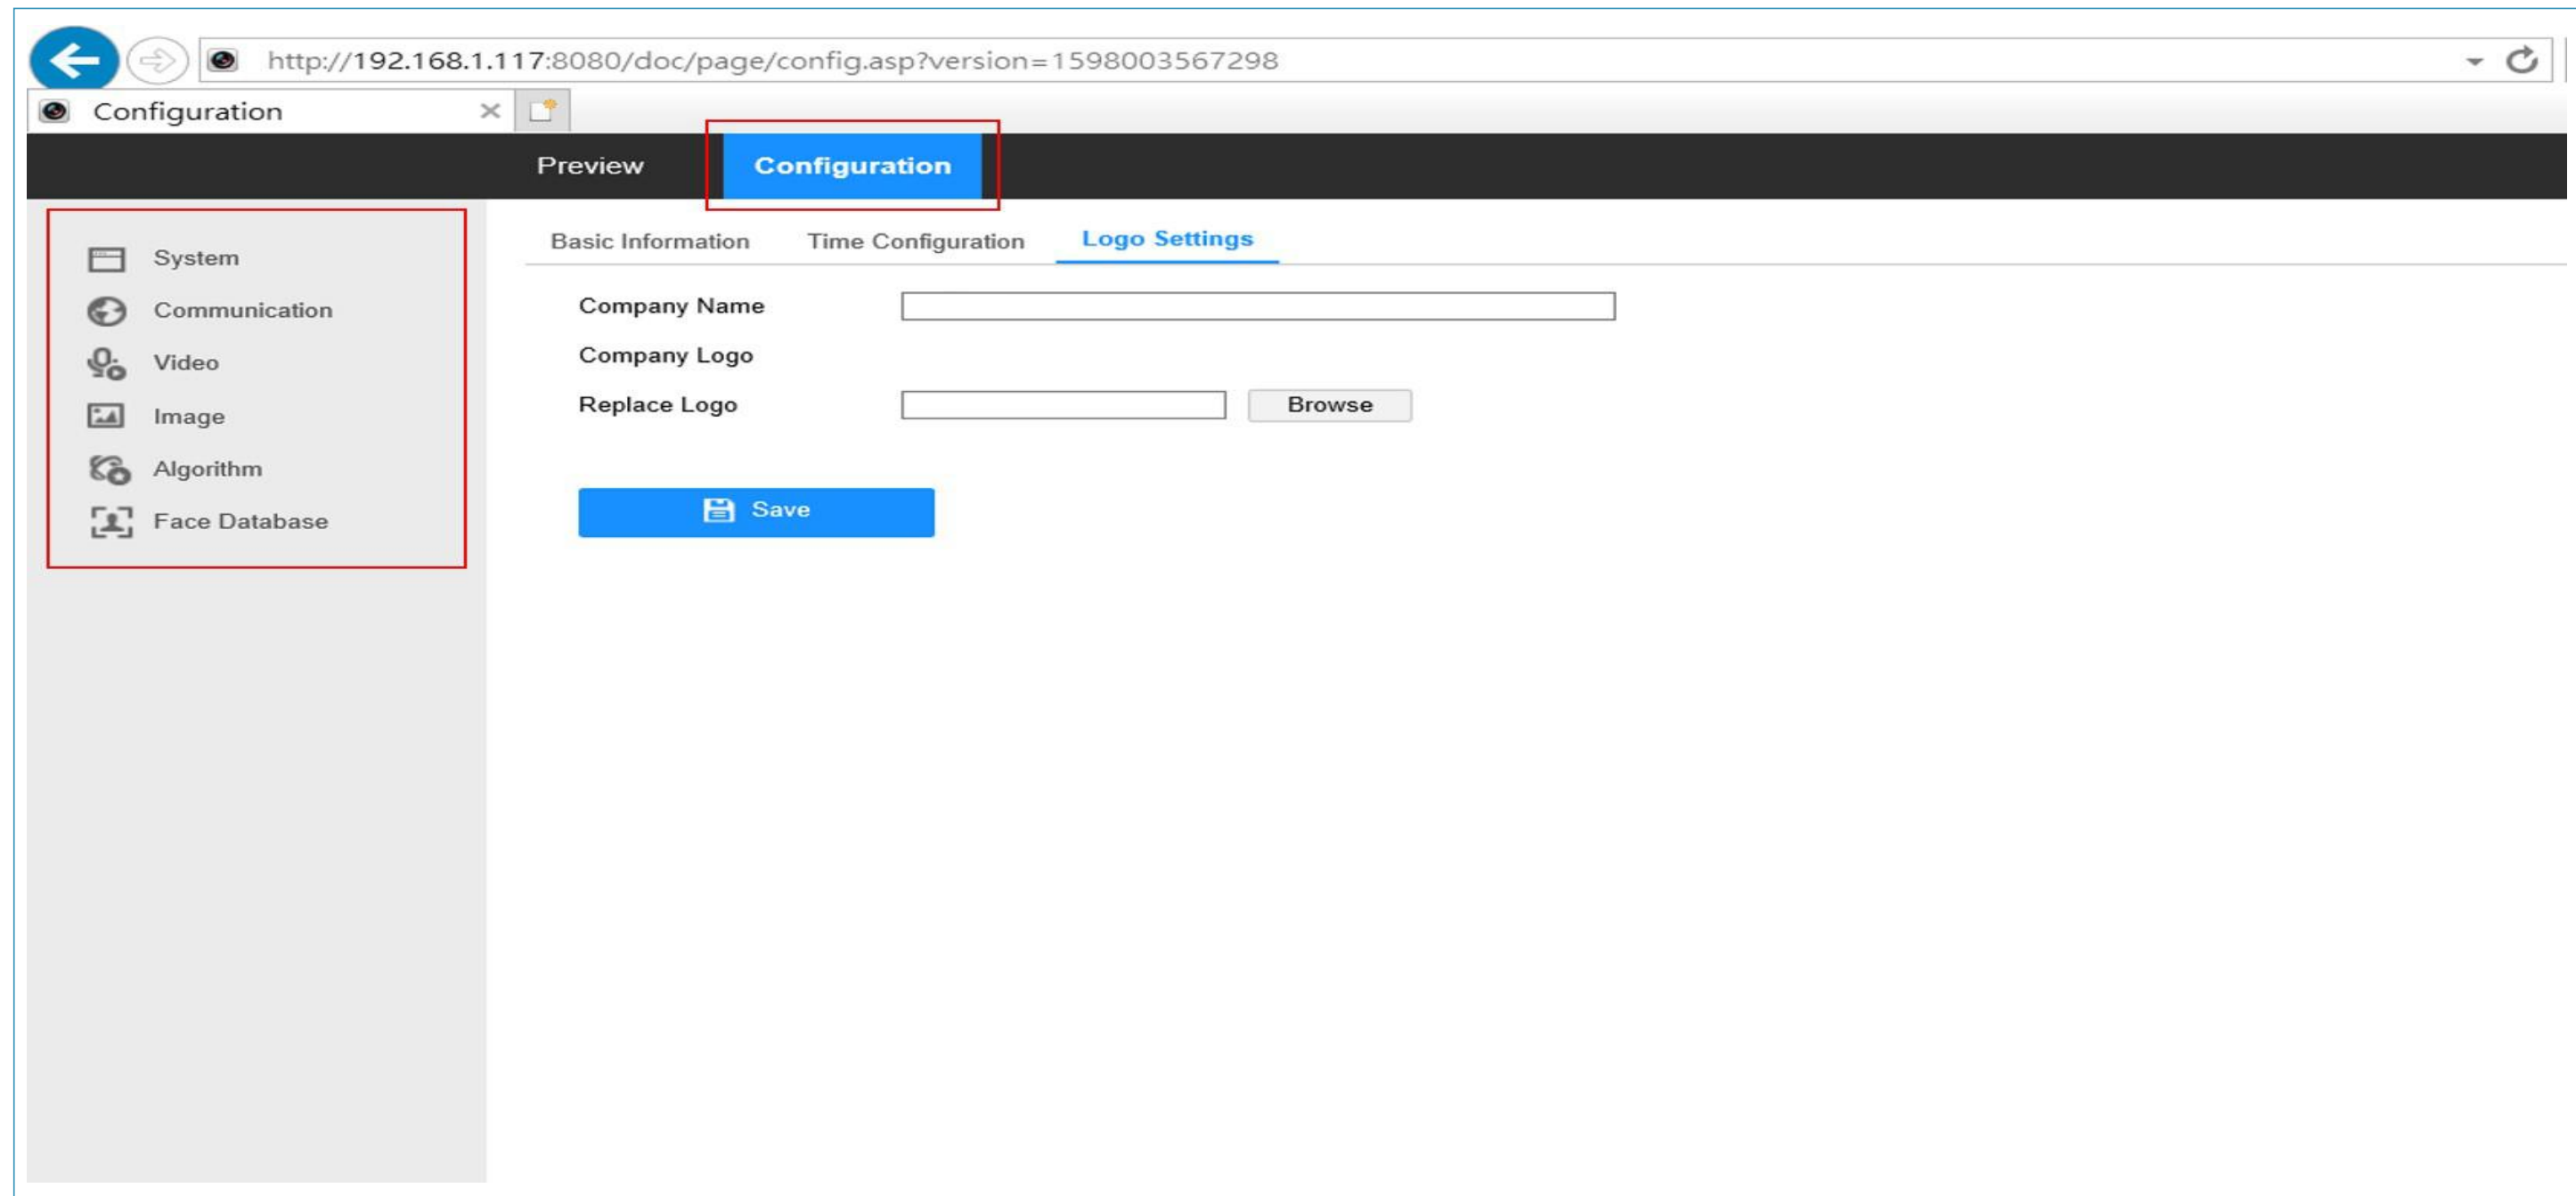 http://192.168.1.117:8080/doc/page/config.asp?version=1598003567298
Configuration
Preview Configuration
System
Communication
Video
Image
Algorithm
Face Database
Basic Information Time Configuration Logo Settings
Company Name
Company Logo
Replace Logo Browse
Save